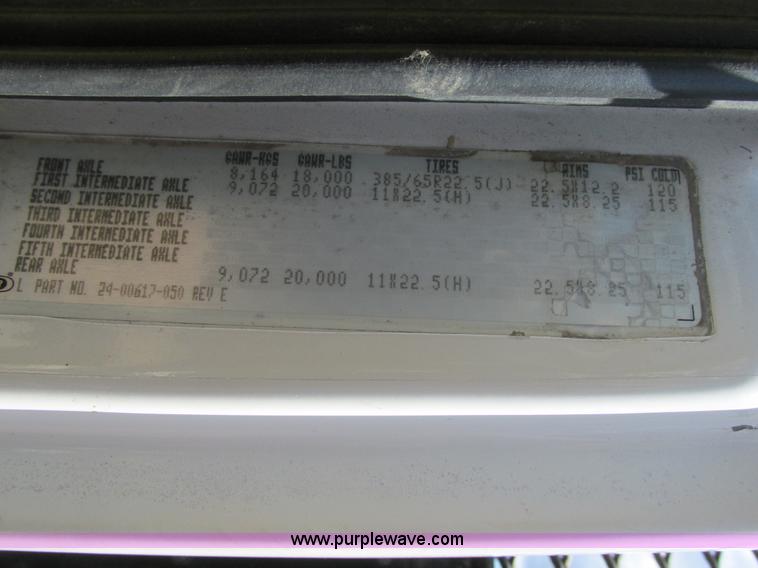 GAWR-KGS GAWR-LBS TIRES RIMS PSI COLD
FRONT AXLE 8,164 18,000 385/65R22.5(J) 22.5X12.2 120
FIRST INTERMEDIATE AXLE 9,072 20,000 11X22.5(H) 22.5X8.25 115
SECOND INTERMEDIATE AXLE
THIRD INTERMEDIATE AXLE
FOURTH INTERMEDIATE AXLE
FIFTH INTERMEDIATE AXLE
REAR AXLE 9,072 20,000 11X22.5(H) 22.5X8.25 115
L PART NO. 24-00617-050 REV E
www.purplewave.com